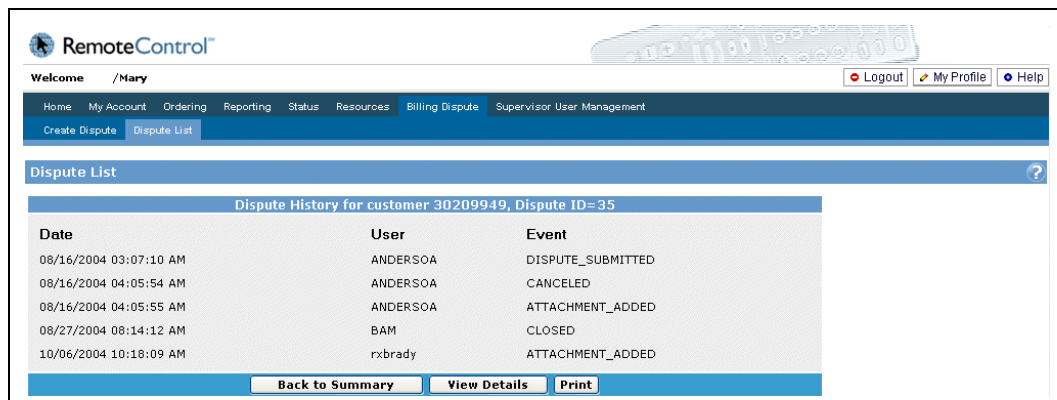 RemoteControl™
Welcome /Mary
Logout My Profile Help
Home My Account Ordering Reporting Status Resources Billing Dispute Supervisor User Management
Create Dispute Dispute List
Dispute List ?
Dispute History for customer 30209949, Dispute ID=35
Date User Event
08/16/2004 03:07:10 AM ANDERSOA DISPUTE_SUBMITTED
08/16/2004 04:05:54 AM ANDERSOA CANCELED
08/16/2004 04:05:55 AM ANDERSOA ATTACHMENT_ADDED
08/27/2004 08:14:12 AM BAM CLOSED
10/06/2004 10:18:09 AM rxbrady ATTACHMENT_ADDED
Back to Summary View Details Print